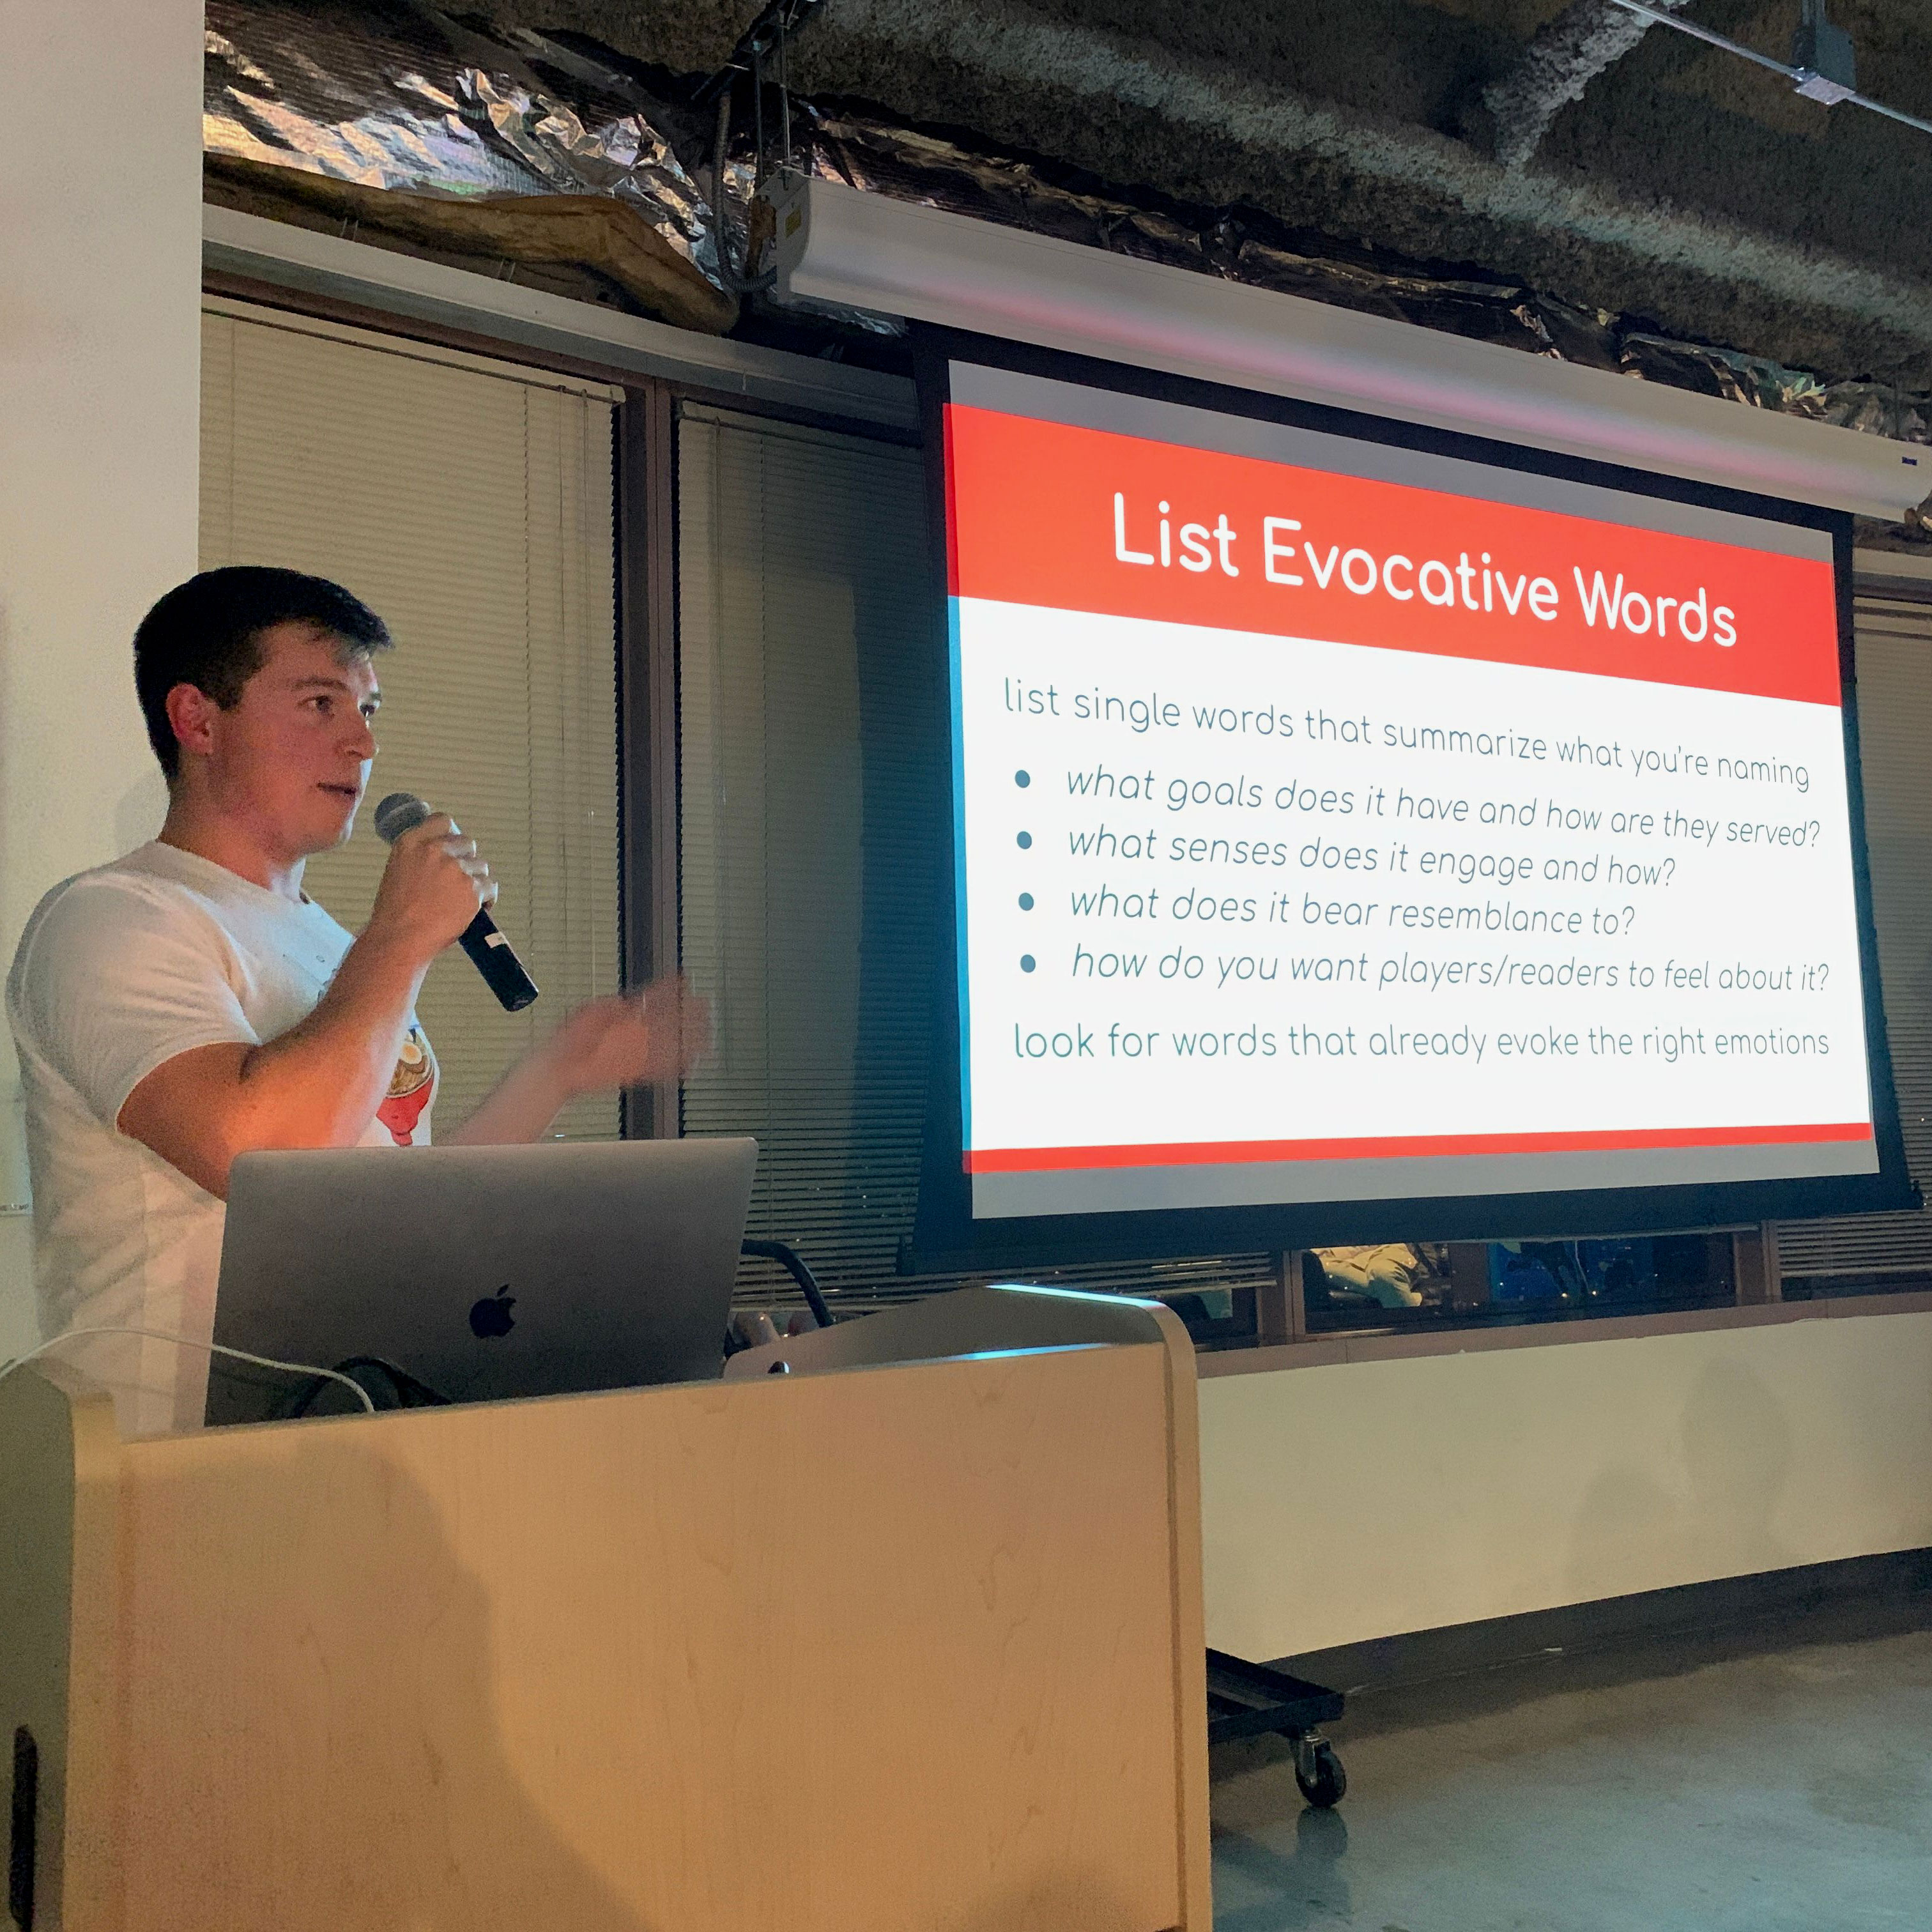 List Evocative Words
list single words that summarize what you're naming
• what goals does it have and how are they served?
• what senses does it engage and how?
• what does it bear resemblance to?
• how do you want players/readers to feel about it?
look for words that already evoke the right emotions